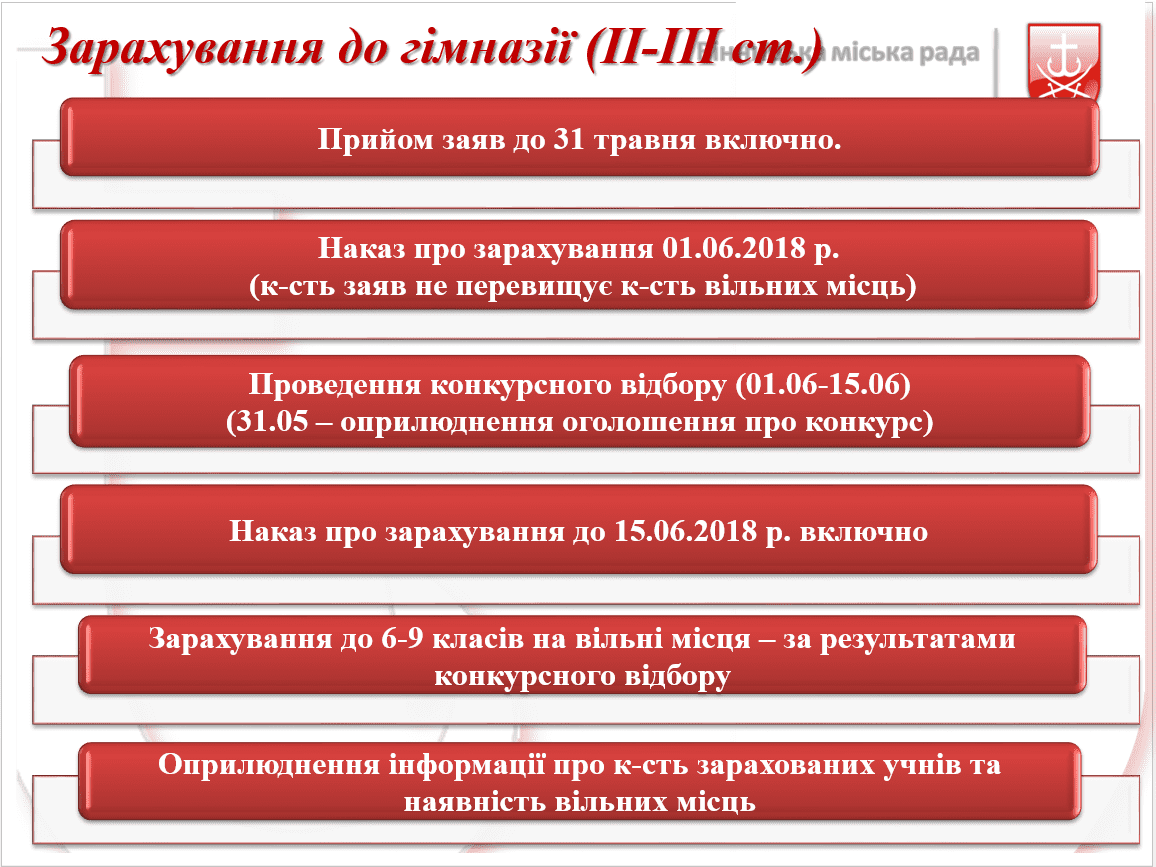 Зарахування до гімназії (ІІ-ІІІ ст.)
міська рада
Прийом заяв до 31 травня включно.
Наказ про зарахування 01.06.2018 р.
(к-сть заяв не перевищує к-сть вільних місць)
Проведення конкурсного відбору (01.06-15.06)
(31.05 – оприлюднення оголошення про конкурс)
Наказ про зарахування до 15.06.2018 р. включно
Зарахування до 6-9 класів на вільні місця – за результатами
конкурсного відбору
Оприлюднення інформації про к-сть зарахованих учнів та
наявність вільних місць